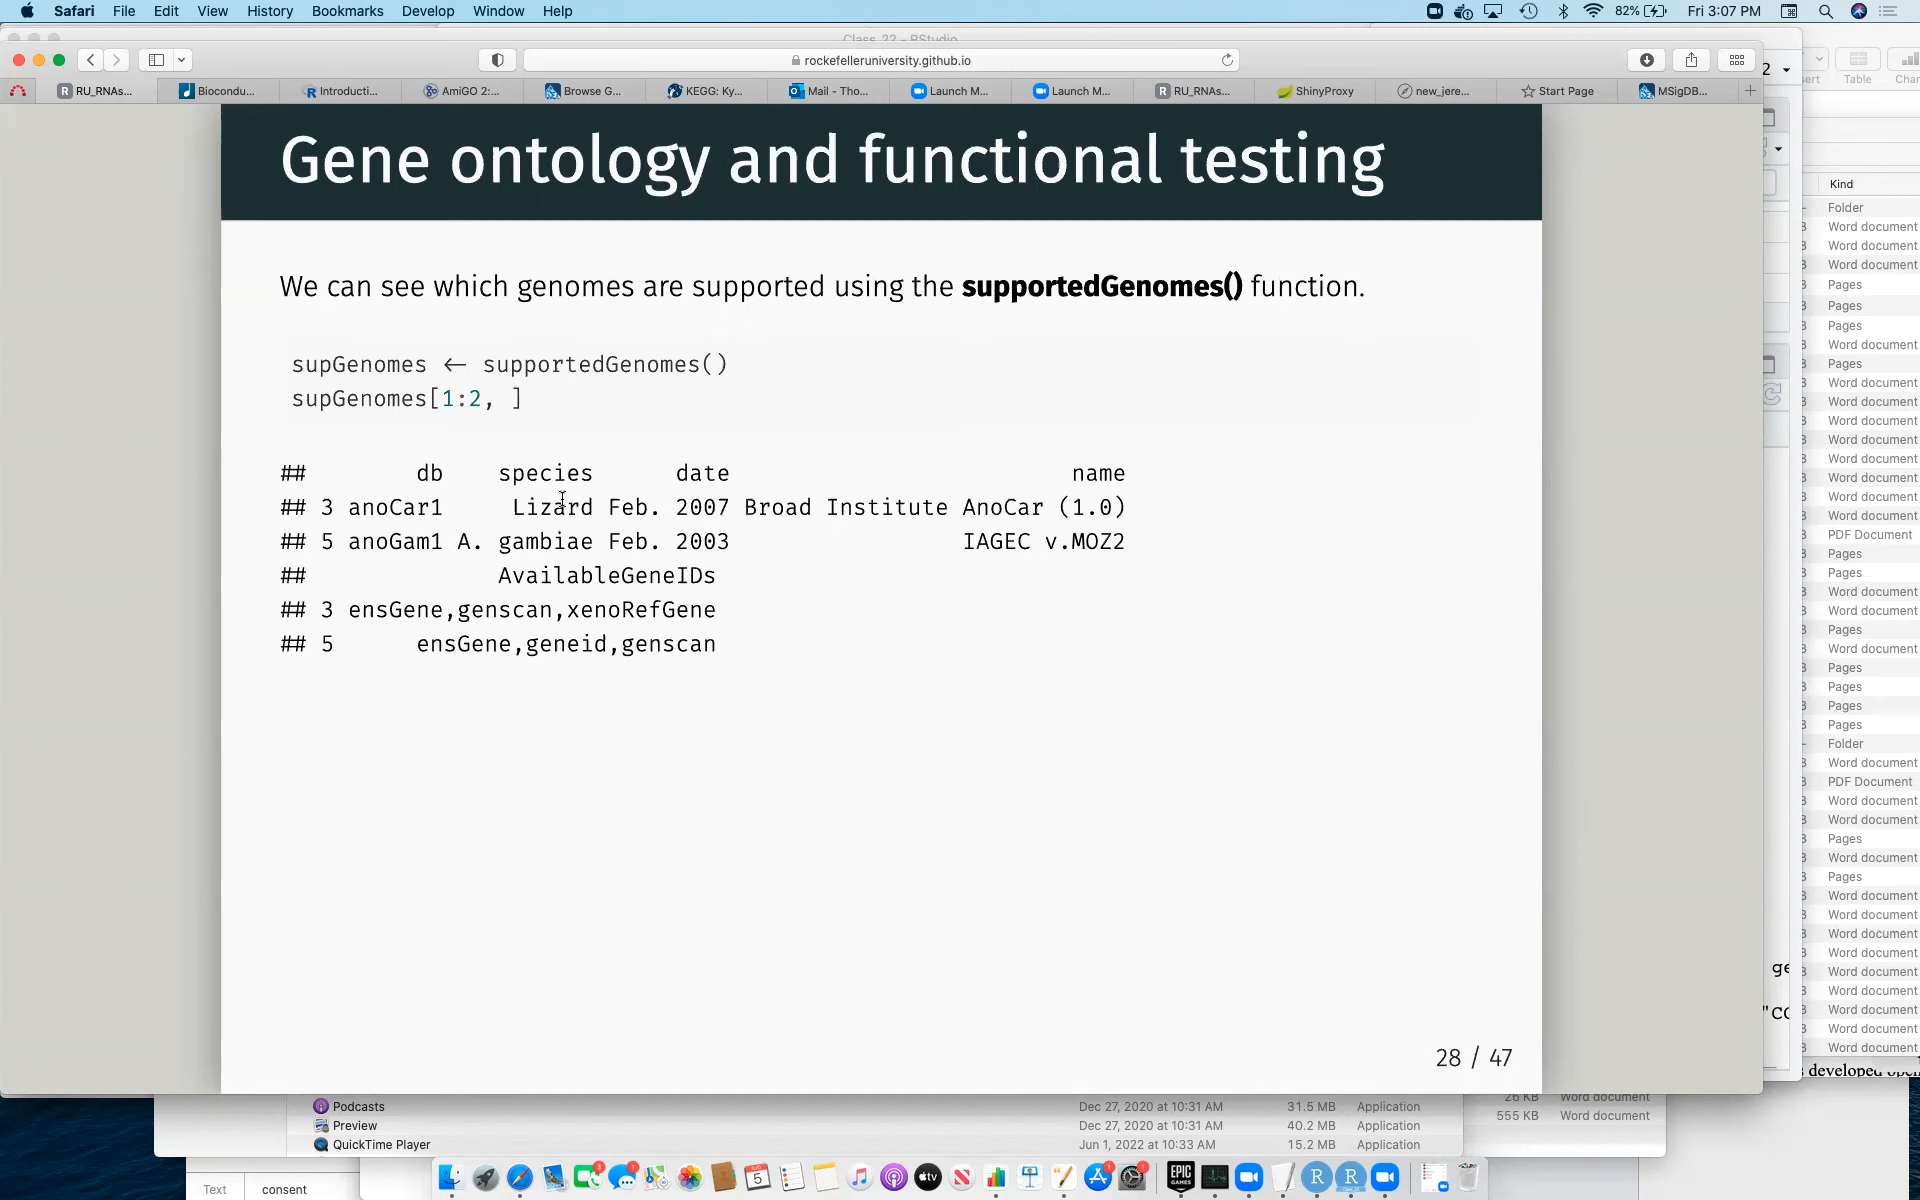 Safari File Edit View History Bookmarks Develop Window Help 82% Fri 3:07 PM
Class_22 - RStudio
rockefelleruniversity.github.io
RU_RNAs... Biocondu... Introducti... AmiGO 2:... Browse G... KEGG: Ky... Mail - Tho... Launch M... Launch M... RU_RNAs... ShinyProxy new_jere... Start Page MSigDB...
Gene ontology and functional testing
We can see which genomes are supported using the supportedGenomes() function.
supGenomes ← supportedGenomes()
supGenomes[1:2, ]
## db species date name
## 3 anoCar1 Lizard Feb. 2007 Broad Institute AnoCar (1.0)
## 5 anoGam1 A. gambiae Feb. 2003 IAGEC v.MOZ2
## AvailableGeneIDs
## 3 ensGene,genscan,xenoRefGene
## 5 ensGene,geneid,genscan
28 / 47
Table
Kind
Folder
Word document
Word document
Word document
Pages
Pages
Pages
Word document
Pages
Word document
Word document
Word document
Word document
Word document
Word document
Word document
PDF Document
Pages
Pages
Word document
Word document
Pages
Word document
Pages
Pages
Pages
Pages
Folder
Word document
PDF Document
Word document
Word document
Pages
Word document
Pages
Word document
Word document
Word document
Word document
Word document
Word document
Word document
Word document
Word document
developed
Podcasts Dec 27, 2020 at 10:31 AM 31.5 MB Application
Preview Dec 27, 2020 at 10:31 AM 40.2 MB Application
QuickTime Player Jun 1, 2022 at 10:33 AM 15.2 MB Application
26 KB Word document
555 KB Word document
Text consent
EPIC GAMES